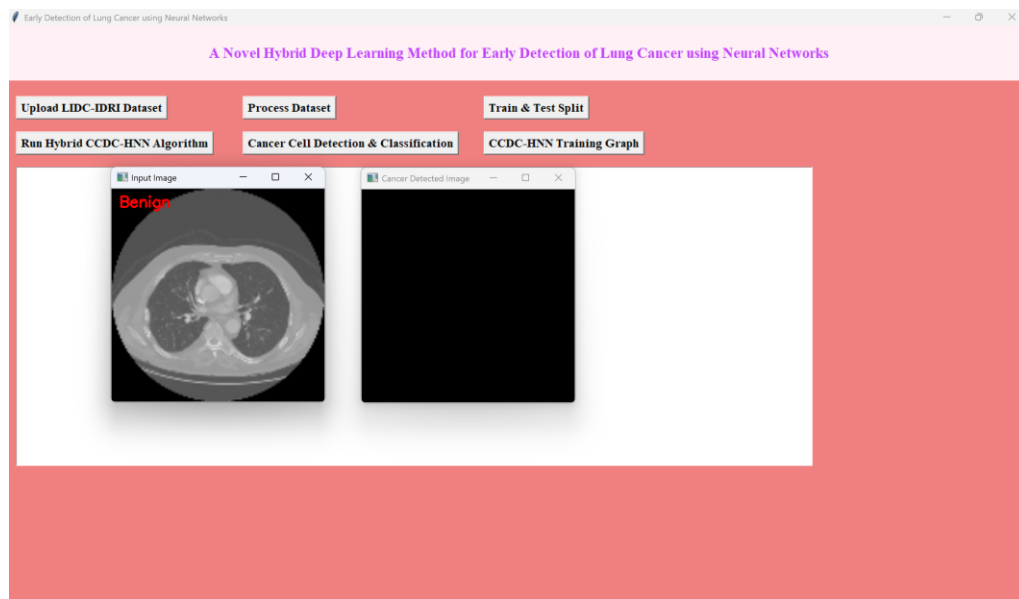 Early Detection of Lung Cancer using Neural Networks
A Novel Hybrid Deep Learning Method for Early Detection of Lung Cancer using Neural Networks
Upload LIDC-IDRI Dataset
Process Dataset
Train & Test Split
Run Hybrid CCDC-HNN Algorithm
Cancer Cell Detection & Classification
CCDC-HNN Training Graph
Input Image
Cancer Detected Image
Benign